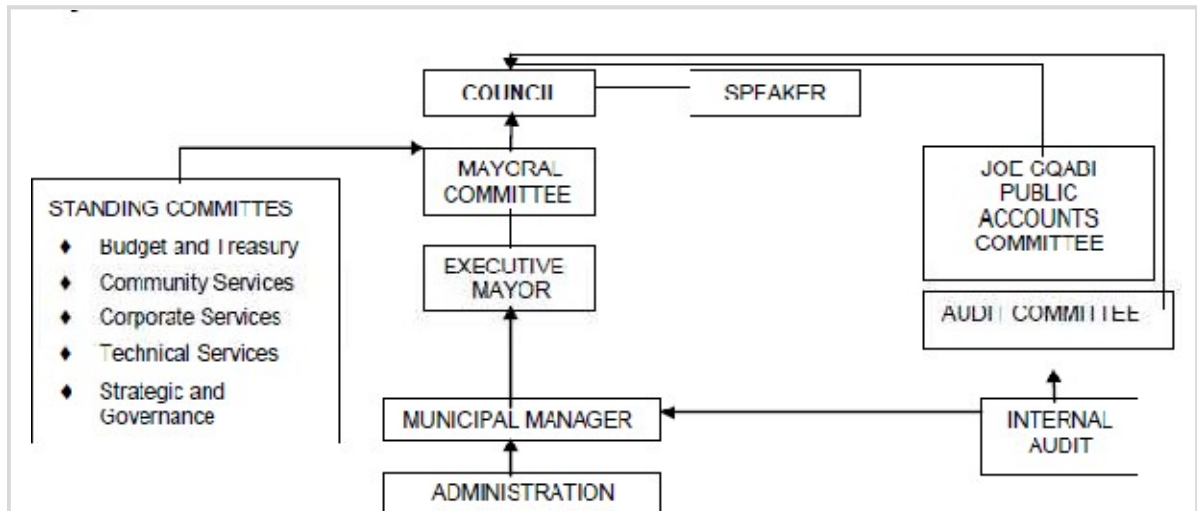 COUNCIL
SPEAKER
MAYORAL
COMMITTEE
JOE GQABI
PUBLIC
ACCOUNTS
COMMITTEE
STANDING COMMITTES
♦ Budget and Treasury
♦ Community Services
♦ Corporate Services
♦ Technical Services
♦ Strategic and
Governance
EXECUTIVE
MAYOR
AUDIT COMMITTEE
MUNICIPAL MANAGER
INTERNAL
AUDIT
ADMINISTRATION